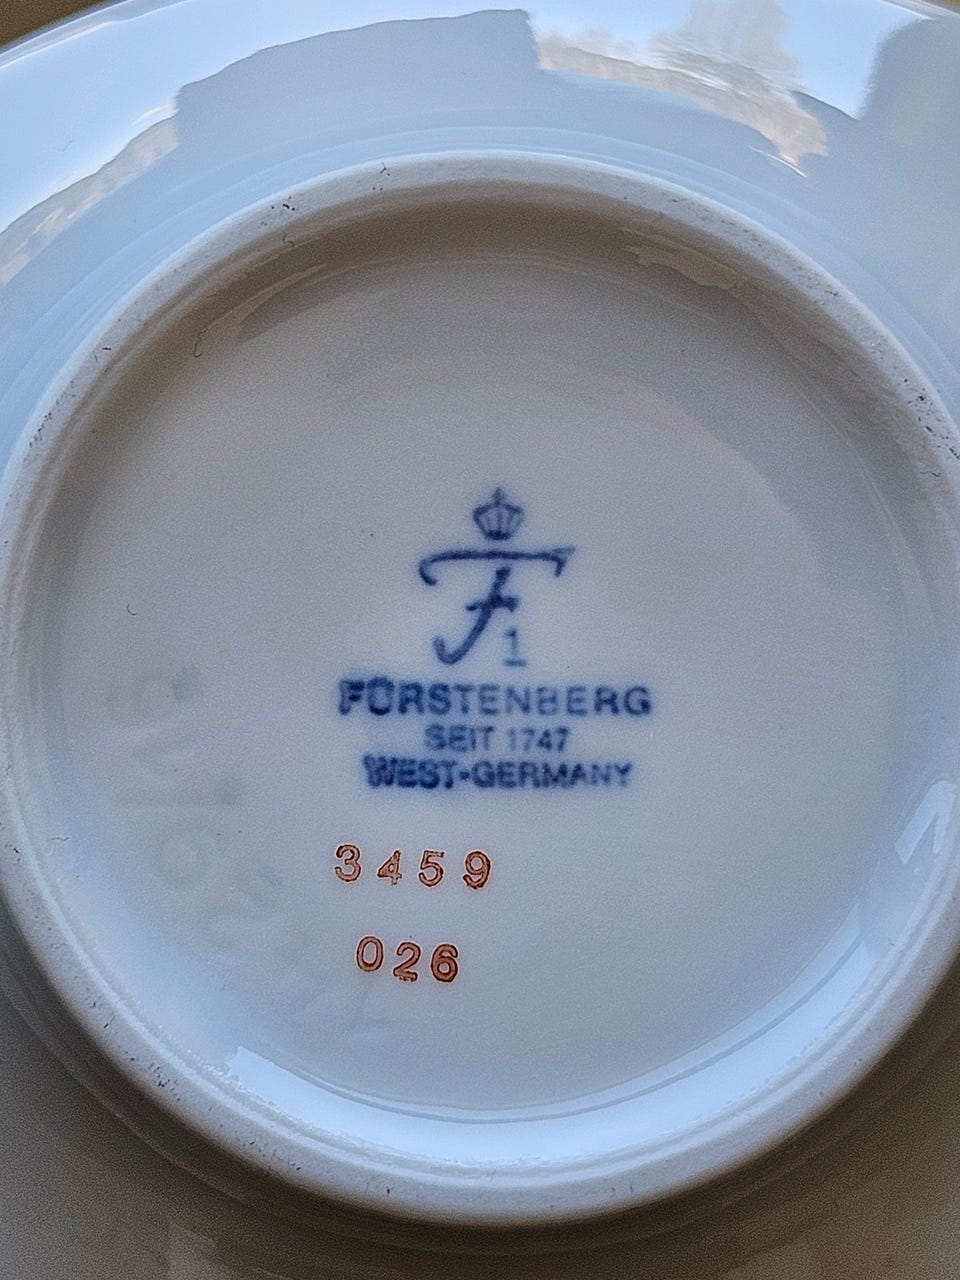 F
1
FÜRSTENBERG
SEIT 1747
WEST-GERMANY
3459
026